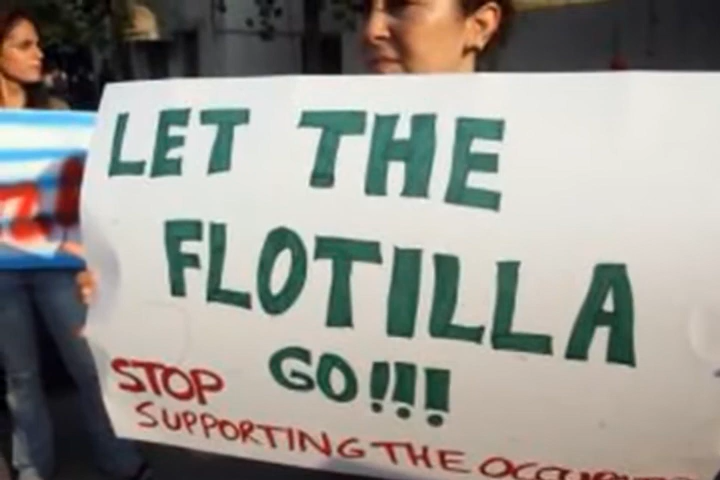 LET THE
FLOTILLA
GO!!!
STOP
SUPPORTING THE